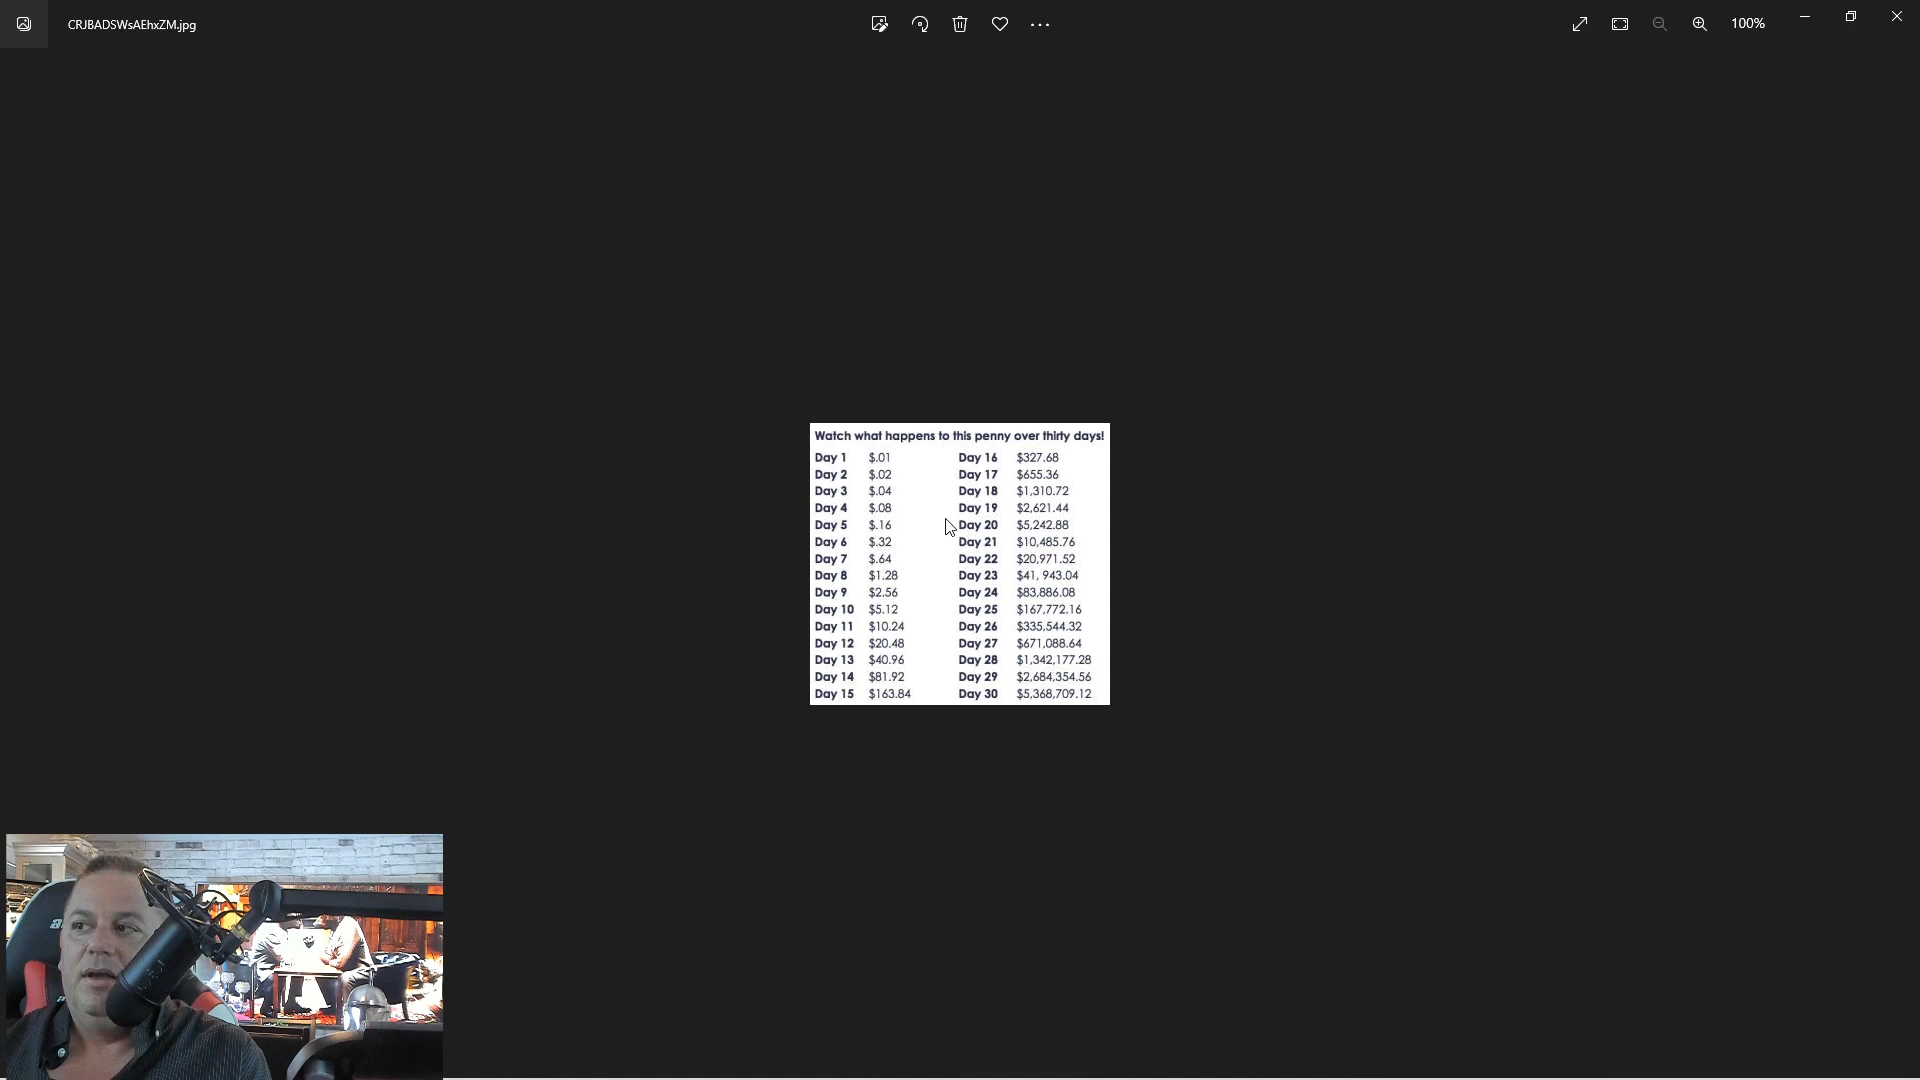 CRJBADSWsAEhxZM.jpg
100%
Watch what happens to this penny over thirty days!
Day 1 $.01
Day 2 $.02
Day 3 $.04
Day 4 $.08
Day 5 $.16
Day 6 $.32
Day 7 $.64
Day 8 $1.28
Day 9 $2.56
Day 10 $5.12
Day 11 $10.24
Day 12 $20.48
Day 13 $40.96
Day 14 $81.92
Day 15 $163.84
Day 16 $327.68
Day 17 $655.36
Day 18 $1,310.72
Day 19 $2,621.44
Day 20 $5,242.88
Day 21 $10,485.76
Day 22 $20,971.52
Day 23 $41, 943.04
Day 24 $83,886.08
Day 25 $167,772.16
Day 26 $335,544.32
Day 27 $671,088.64
Day 28 $1,342,177.28
Day 29 $2,684,354.56
Day 30 $5,368,709.12